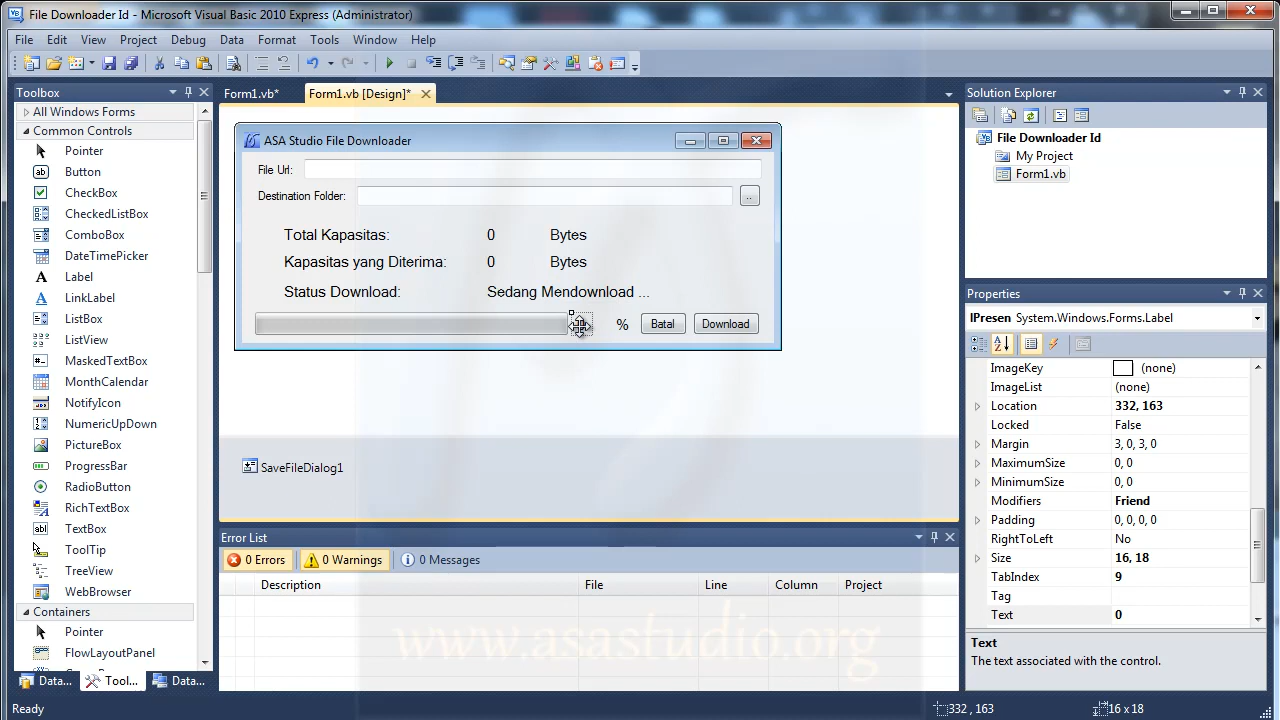 File Downloader Id - Microsoft Visual Basic 2010 Express (Administrator)
File Edit View Project Debug Data Format Tools Window Help
Toolbox
All Windows Forms
Common Controls
Pointer
Button
CheckBox
CheckedListBox
ComboBox
DateTimePicker
Label
LinkLabel
ListBox
ListView
MaskedTextBox
MonthCalendar
NotifyIcon
NumericUpDown
PictureBox
ProgressBar
RadioButton
RichTextBox
TextBox
ToolTip
TreeView
WebBrowser
Containers
Pointer
FlowLayoutPanel
Data... Tool... Data...
Form1.vb* Form1.vb [Design]*
ASA Studio File Downloader
File Url:
Destination Folder: ..
Total Kapasitas: 0 Bytes
Kapasitas yang Diterima: 0 Bytes
Status Download: Sedang Mendownload ...
% Batal Download
SaveFileDialog1
Error List
0 Errors 0 Warnings 0 Messages
Description File Line Column Project
www.asastudio.org
Solution Explorer
File Downloader Id
My Project
Form1.vb
Properties
lPresen System.Windows.Forms.Label
ImageKey (none)
ImageList (none)
Location 332, 163
Locked False
Margin 3, 0, 3, 0
MaximumSize 0, 0
MinimumSize 0, 0
Modifiers Friend
Padding 0, 0, 0, 0
RightToLeft No
Size 16, 18
TabIndex 9
Tag
Text 0
Text
The text associated with the control.
Ready 332 , 163 16 x 18